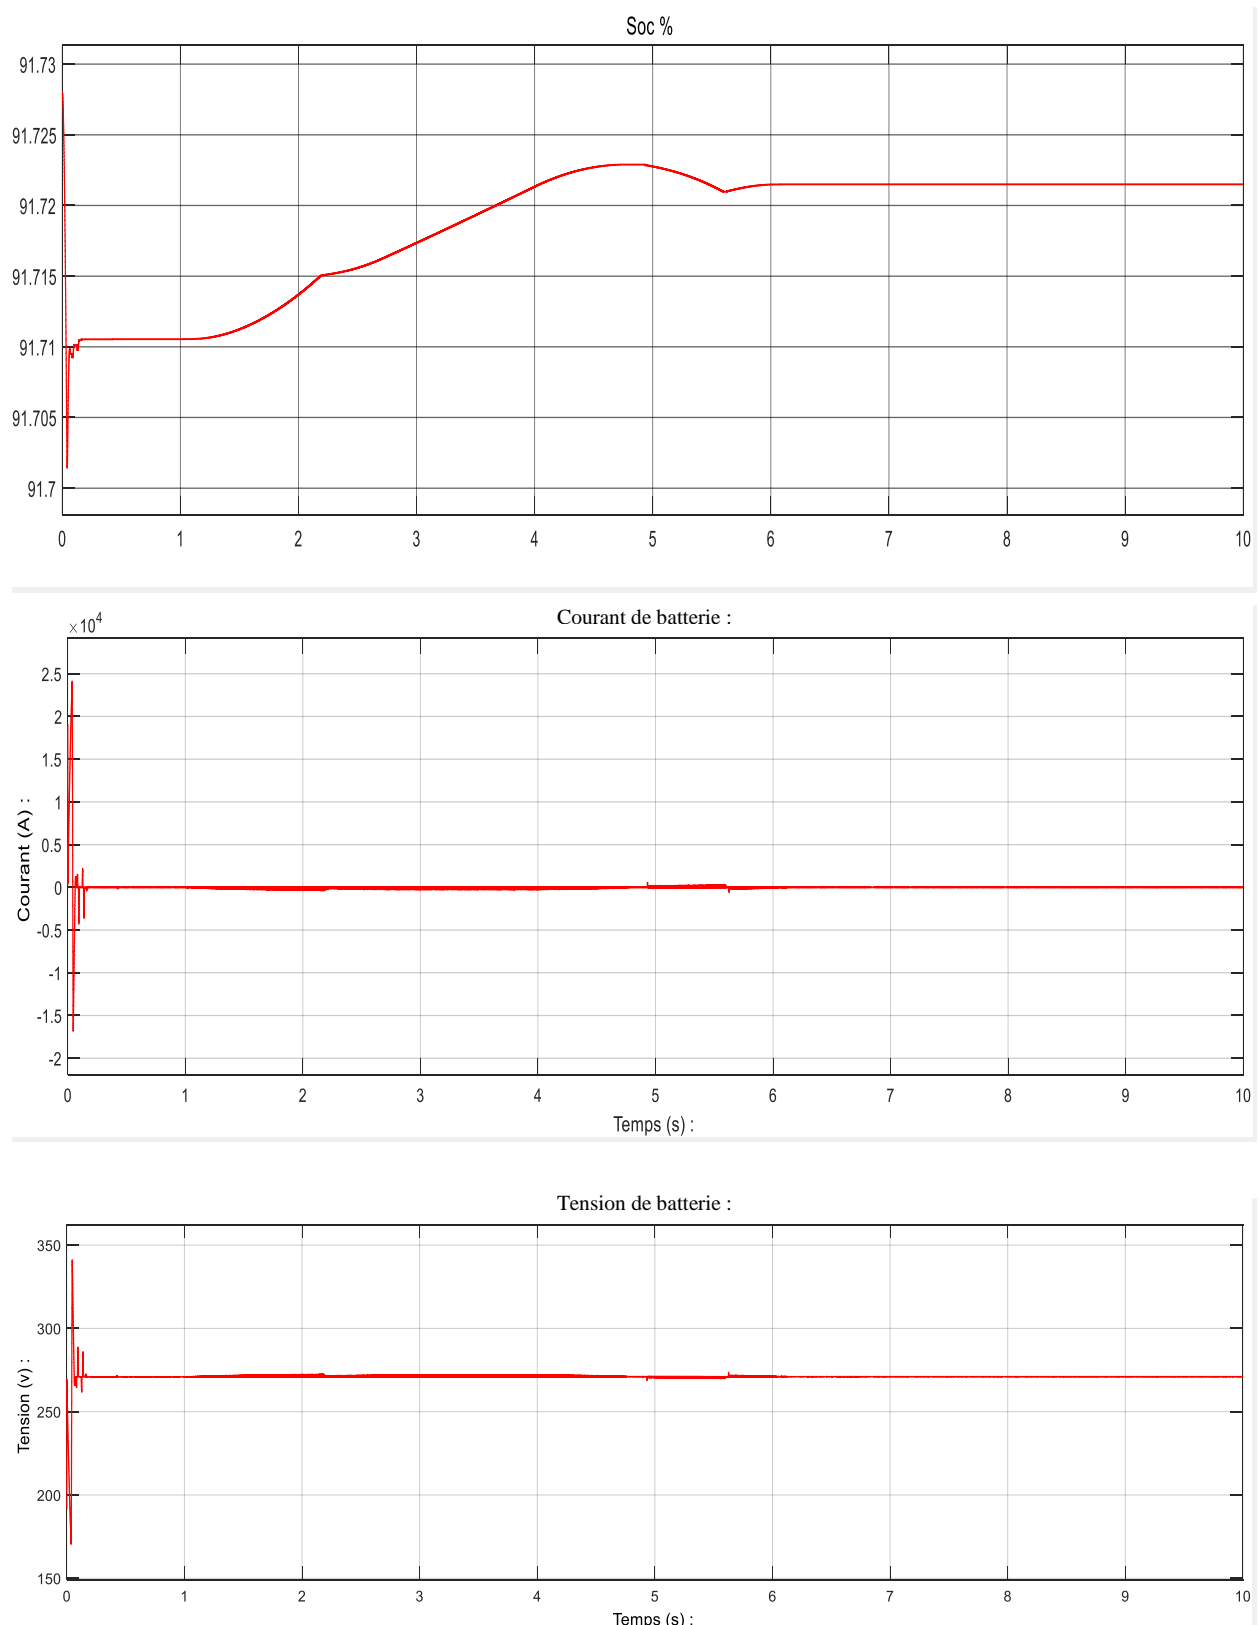 Soc %
91.73
91.725
91.72
91.715
91.71
91.705
91.7
0 1 2 3 4 5 6 7 8 9 10
Courant de batterie :
×10^4
2.5
2
1.5
1
0.5
0
-0.5
-1
-1.5
-2
Courant (A) :
0 1 2 3 4 5 6 7 8 9 10
Temps (s) :
Tension de batterie :
350
300
250
200
150
Tension (v) :
0 1 2 3 4 5 6 7 8 9 10
Temps (s) :